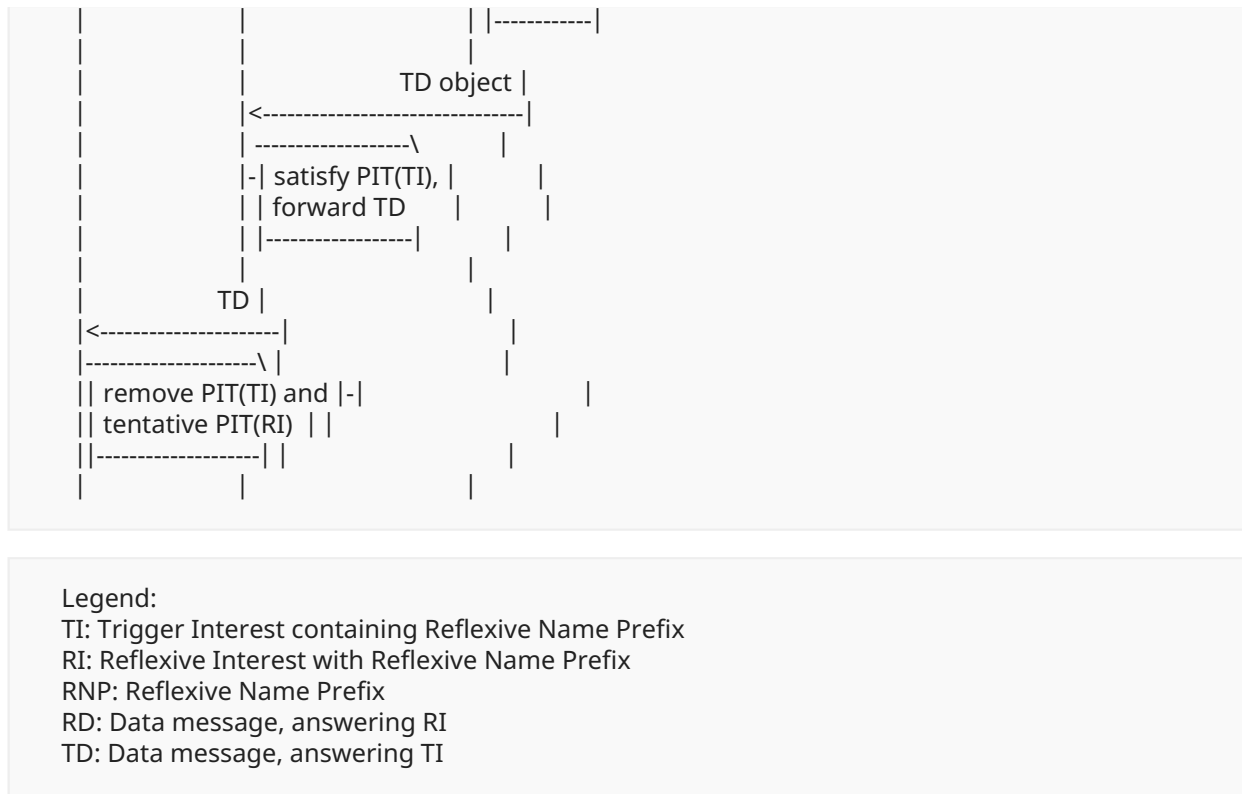 |                    |                            | |-------------|
|                    |                            |
|                    |                   TD object |
|                    |<--------------------------------|
|                    | -------------------\          |
|                    |-| satisfy PIT(TI), |          |
|                    | | forward TD      |          |
|                    | |------------------|          |
|                    |                            |
|                 TD |                            |
|<----------------------|                            |
|---------------------\ |                            |
|| remove PIT(TI) and |-|                            |
|| tentative PIT(RI)  | |                            |
||--------------------| |                            |
|                    |                            |
Legend:
TI: Trigger Interest containing Reflexive Name Prefix
RI: Reflexive Interest with Reflexive Name Prefix
RNP: Reflexive Name Prefix
RD: Data message, answering RI
TD: Data message, answering TI